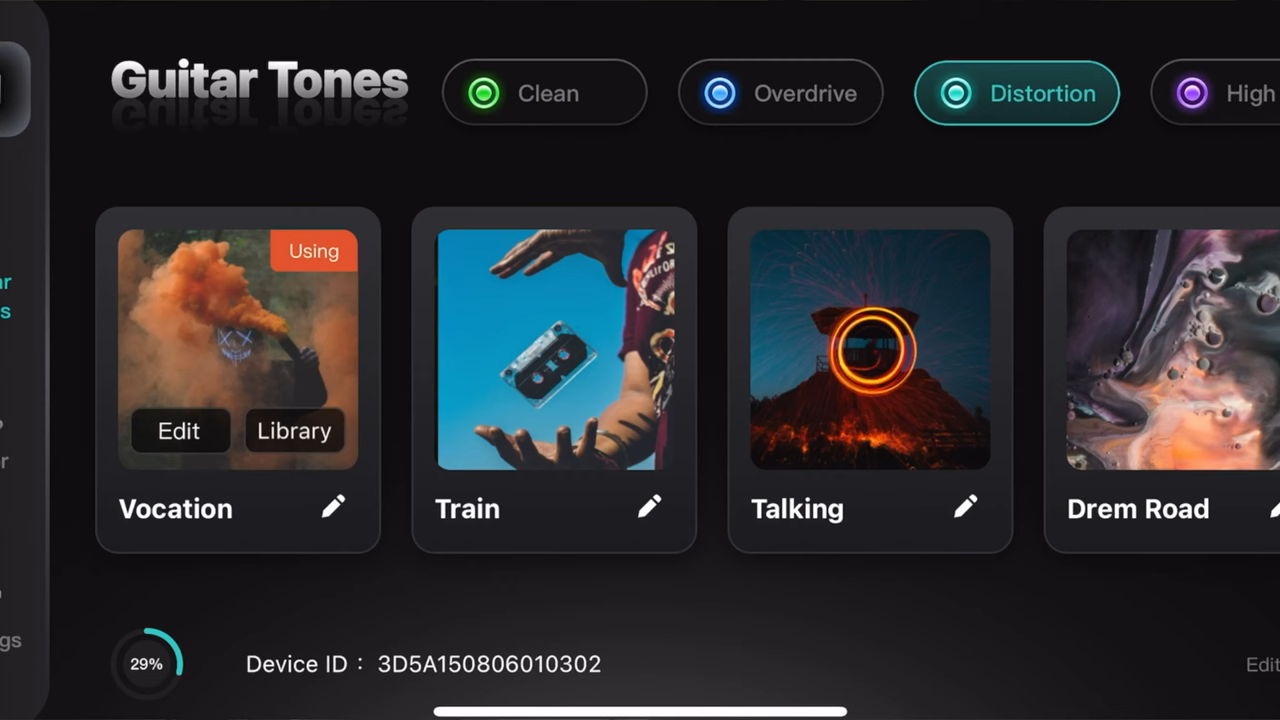 Guitar Tones
Clean
Overdrive
Distortion
High
Using
Edit
Library
Vocation
Train
Talking
Drem Road
29%
Device ID : 3D5A150806010302
Edit